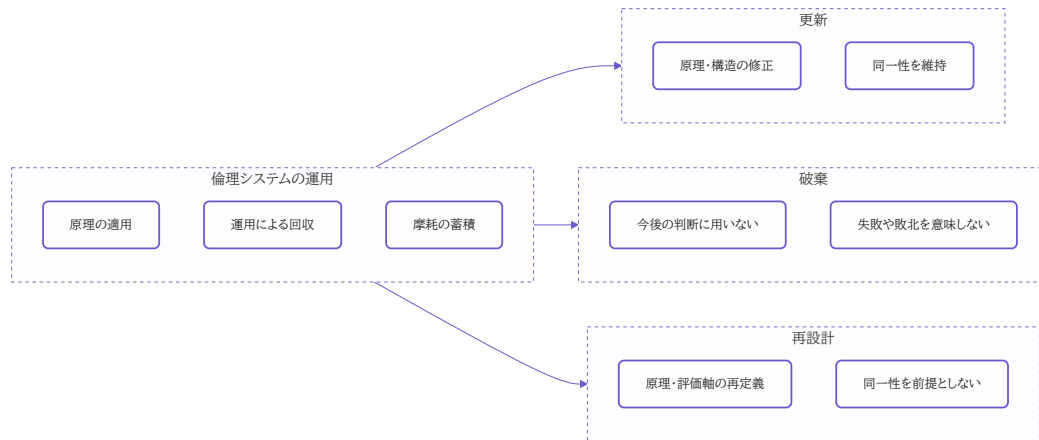 更新
原理・構造の修正
同一性を維持
倫理システムの運用
原理の適用
運用による回収
摩耗の蓄積
破棄
今後の判断に用いない
失敗や敗北を意味しない
再設計
原理・評価軸の再定義
同一性を前提としない